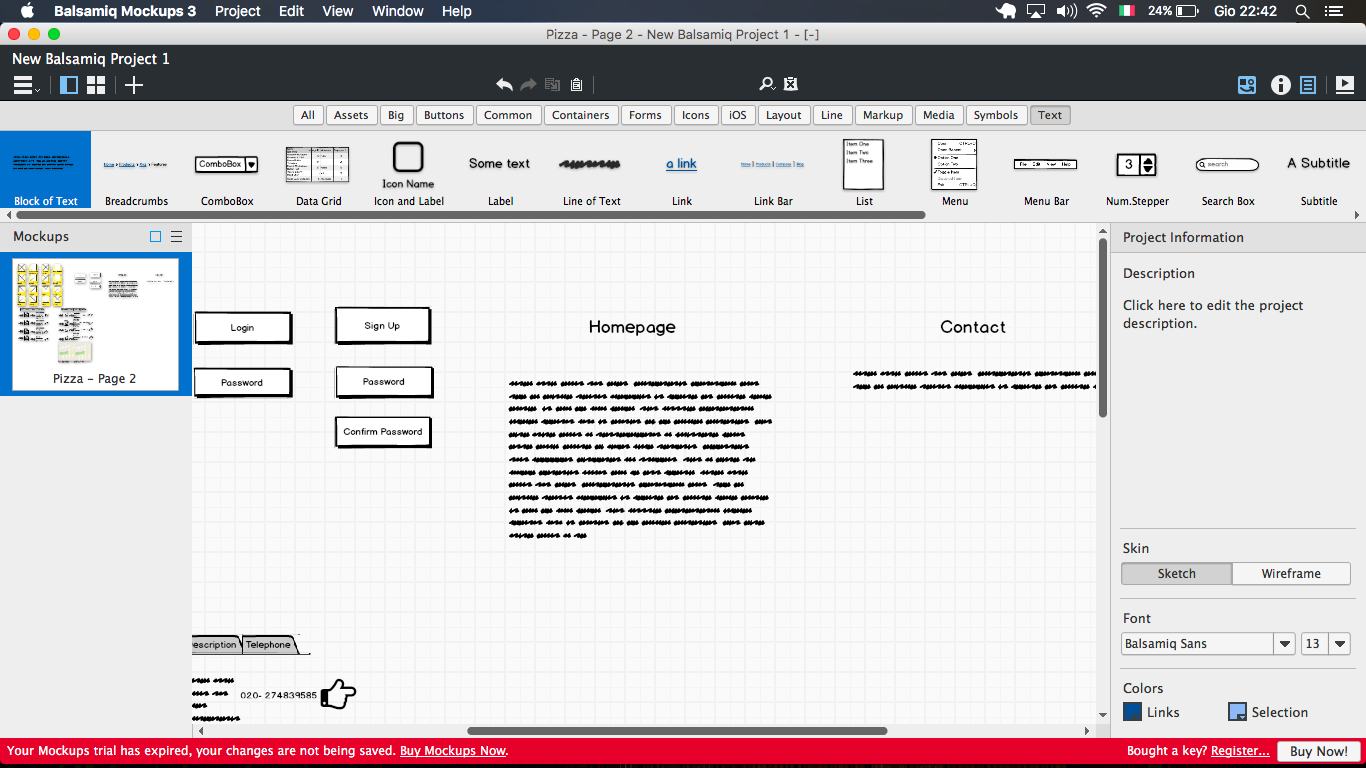 Balsamiq Mockups 3 Project Edit View Window Help 24% Gio 22:42
Pizza - Page 2 - New Balsamiq Project 1 - [-]
New Balsamiq Project 1
All Assets Big Buttons Common Containers Forms Icons iOS Layout Line Markup Media Symbols Text
ComboBox Icon Name Some text a link Item One Item Two Item Three 3 search A Subtitle
Block of Text Breadcrumbs ComboBox Data Grid Icon and Label Label Line of Text Link Link Bar List Menu Menu Bar Num.Stepper Search Box Subtitle
Mockups
Pizza - Page 2
Login Sign Up
Password Password
Confirm Password
Homepage Contact
escription Telephone
020- 274839585
Project Information
Description
Click here to edit the project
description.
Skin
Sketch Wireframe
Font
Balsamiq Sans 13
Colors
Links Selection
Your Mockups trial has expired, your changes are not being saved. Buy Mockups Now.
Bought a key? Register... Buy Now!